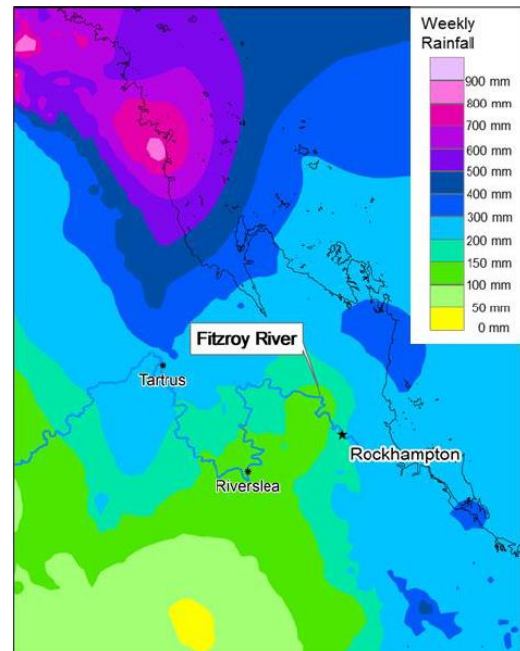 Weekly
Rainfall
900 mm
800 mm
700 mm
600 mm
500 mm
400 mm
300 mm
200 mm
150 mm
100 mm
50 mm
0 mm
Fitzroy River
Tartrus
Rockhampton
Riverslea